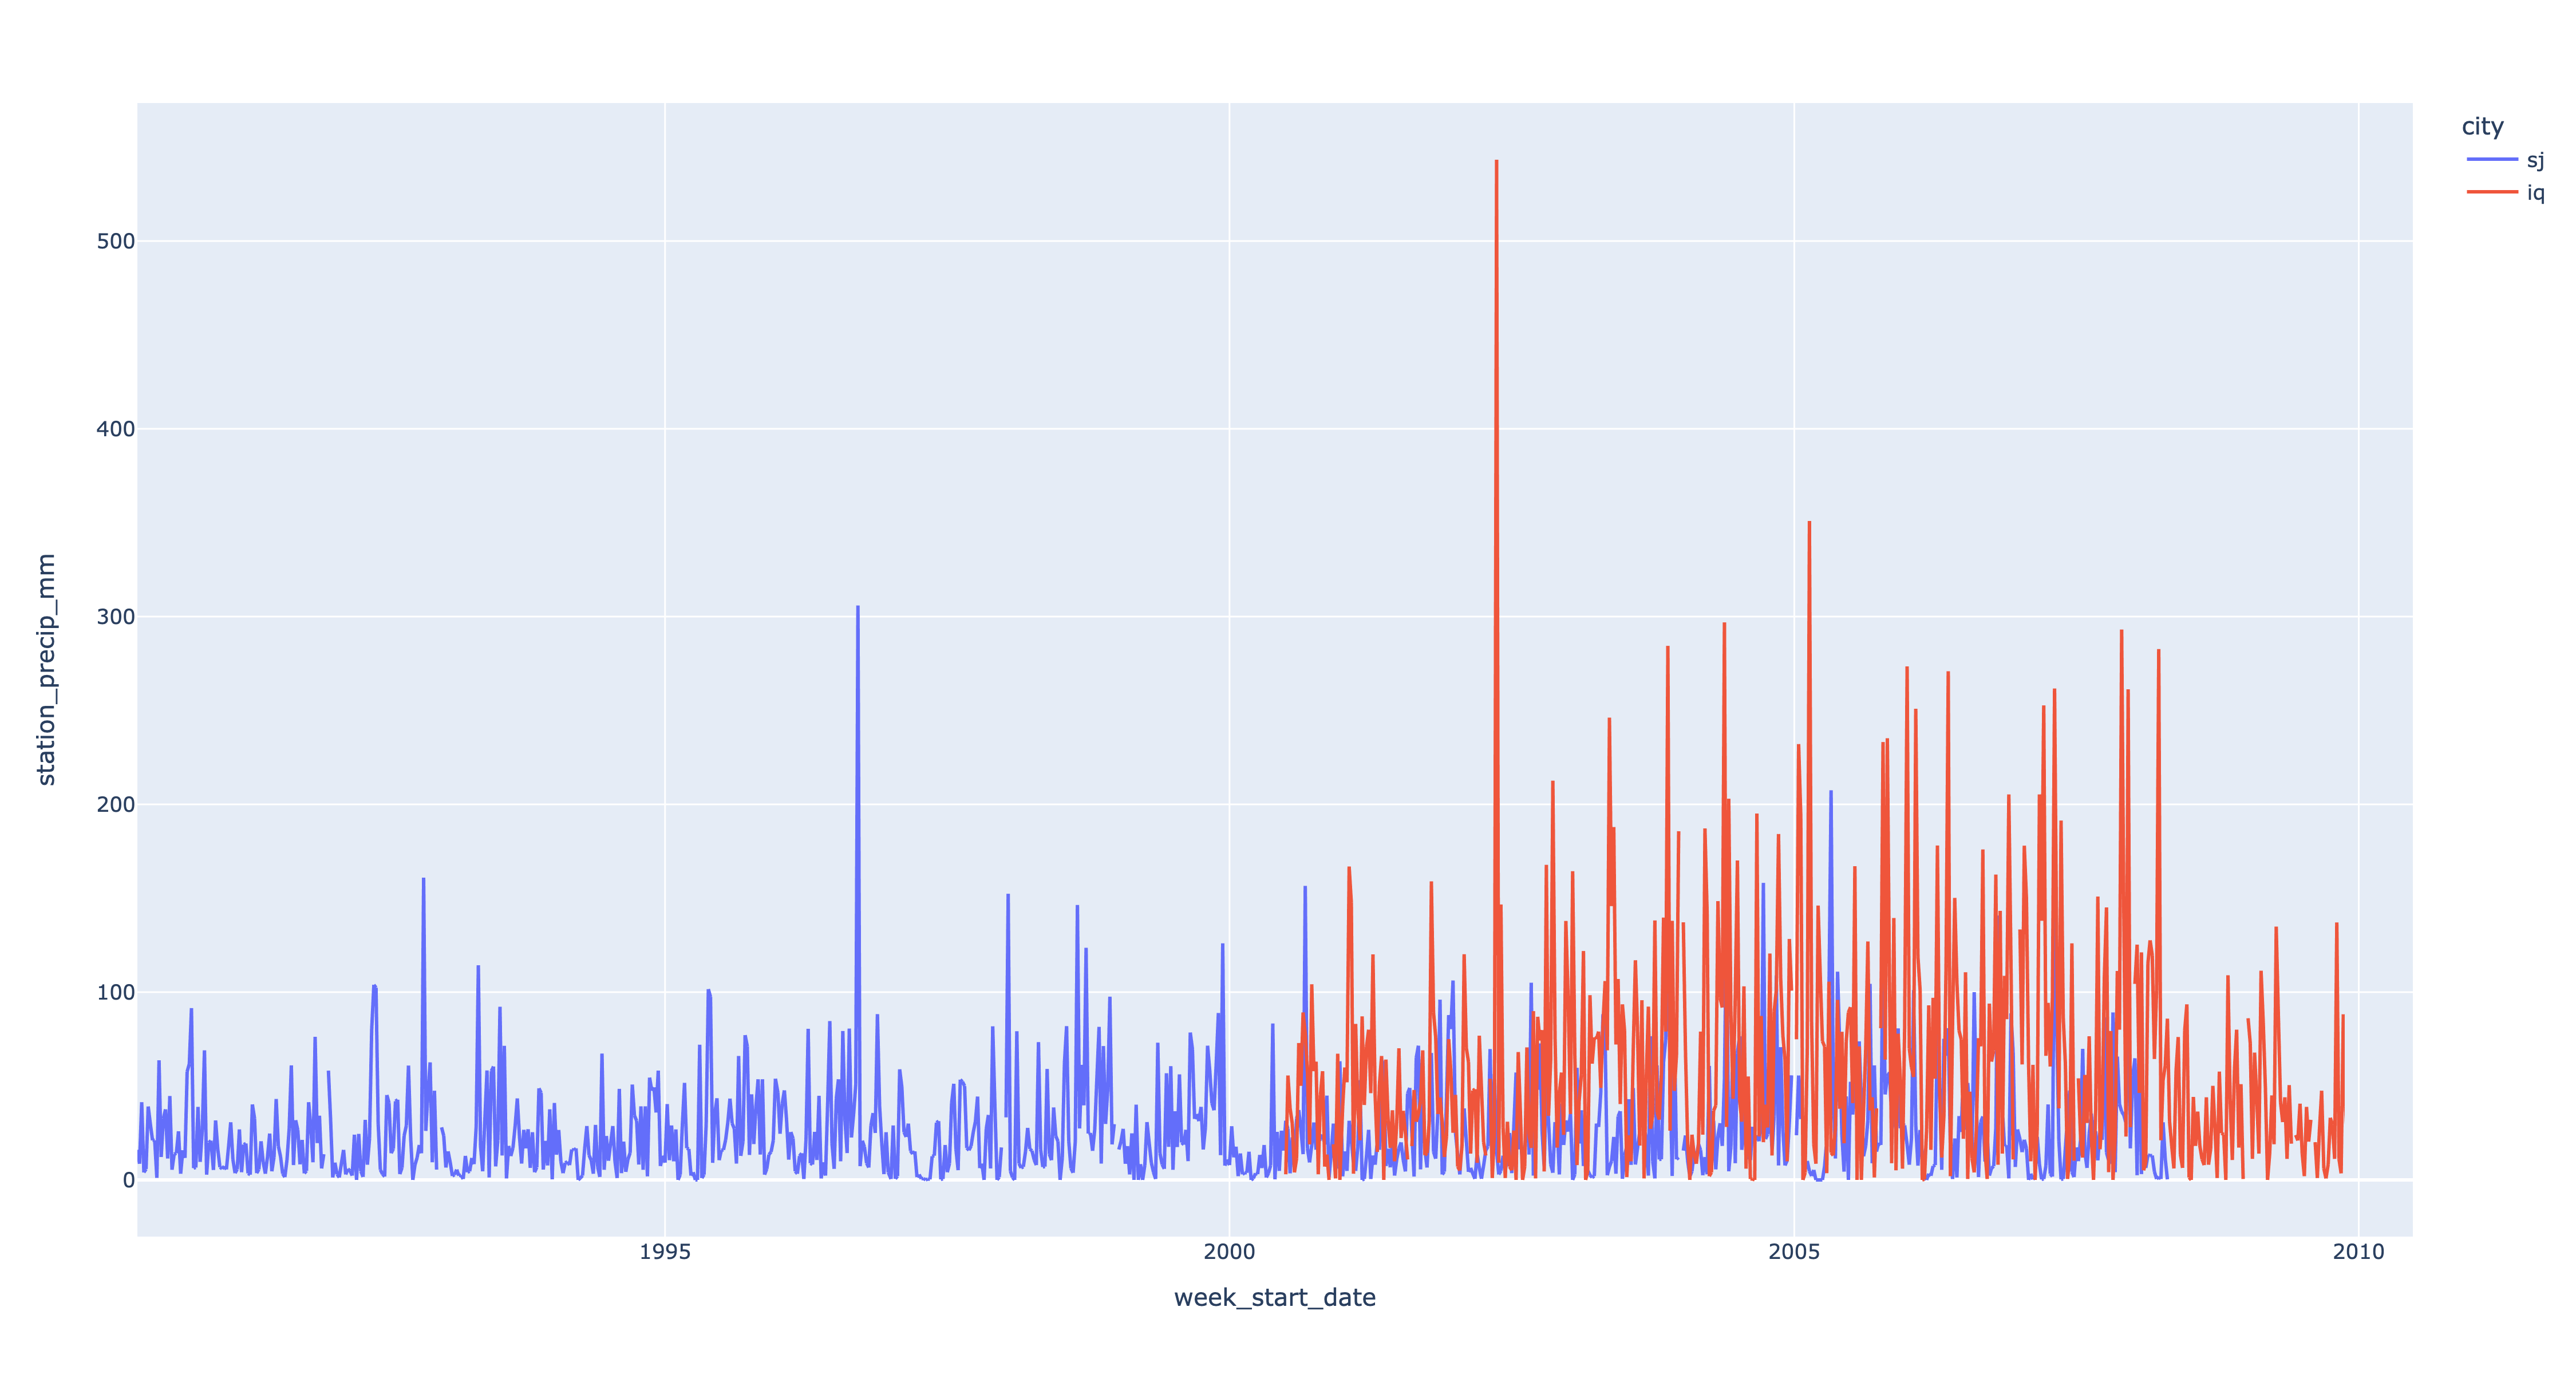 city
sj
iq
station_precip_mm
500
400
300
200
100
0
1995 2000 2005 2010
week_start_date